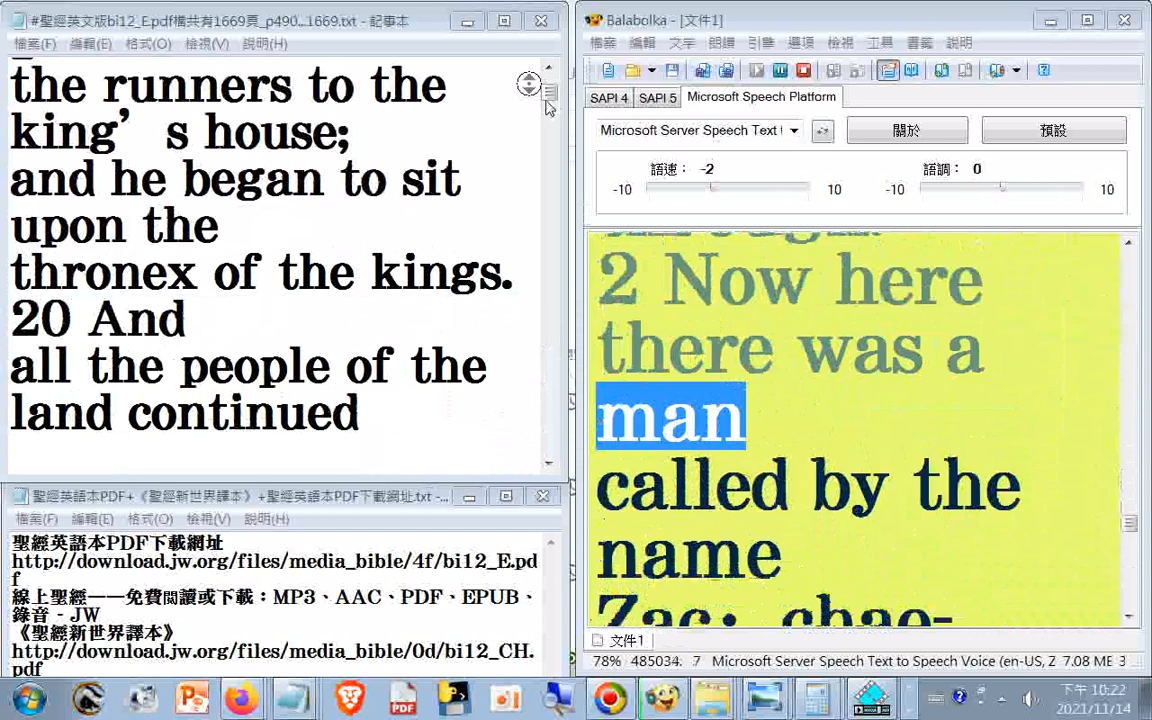 #聖經英文版bi12_E.pdf檔共有1669頁_p490...1669.txt - 記事本
檔案(F) 編輯(E) 格式(O) 檢視(V) 說明(H)
the runners to the
king’s house;
and he began to sit
upon the
thronex of the kings.
20 And
all the people of the
land continued
聖經英語本PDF+《聖經新世界譯本》+聖經英語本PDF下載網址.txt -...
檔案(F) 編輯(E) 格式(O) 檢視(V) 說明(H)
聖經英語本PDF下載網址
http://download.jw.org/files/media_bible/4f/bi12_E.pd
f
線上聖經——免費閱讀或下載：MP3、AAC、PDF、EPUB、
錄音 - JW
《聖經新世界譯本》
http://download.jw.org/files/media_bible/0d/bi12_CH.
pdf
Balabolka - [文件1]
檔案 編輯 文字 朗讀 引擎 選項 檢視 工具 書籤 說明
SAPI 4 SAPI 5 Microsoft Speech Platform
Microsoft Server Speech Text 關於 預設
語速： -2 語調： 0
-10 10 -10 10
2 Now here
there was a
man
called by the
name
Zac; chae-
文件1
78% 485034. 7 Microsoft Server Speech Text to Speech Voice (en-US, Z 7.08 ME 3
下午 10:22
2021/11/14